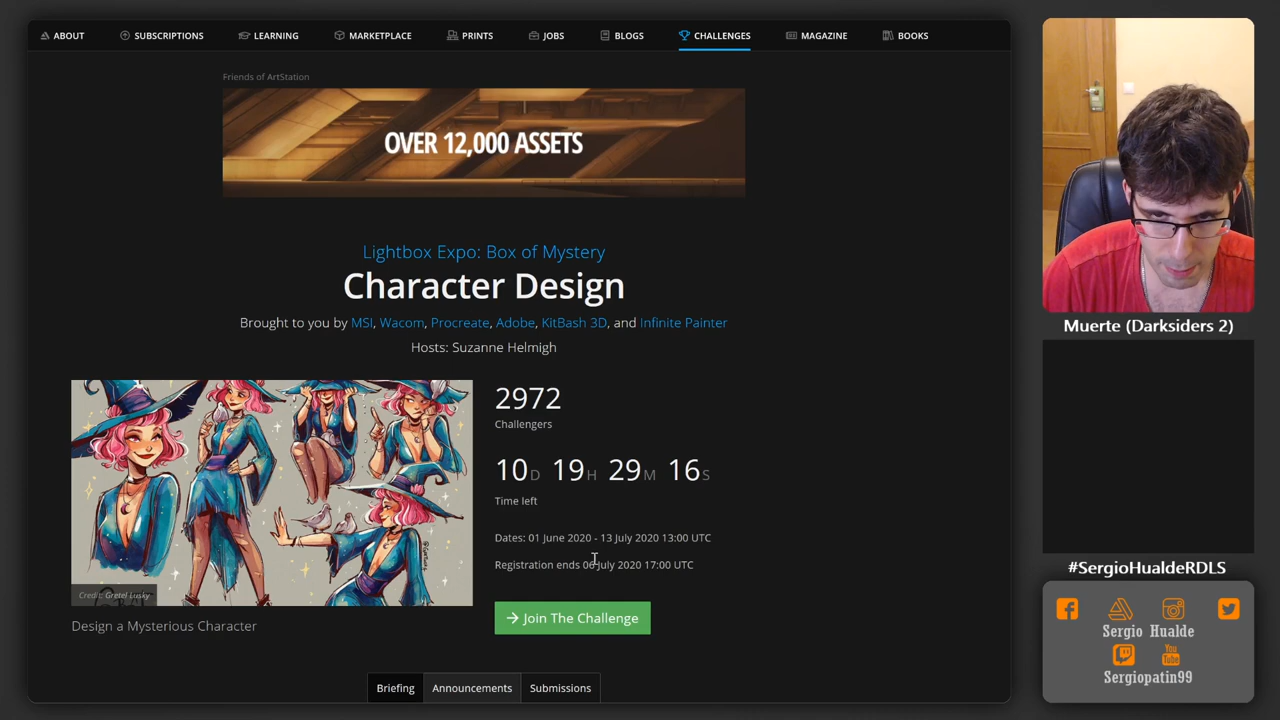 ABOUT
SUBSCRIPTIONS
LEARNING
MARKETPLACE
PRINTS
JOBS
BLOGS
CHALLENGES
MAGAZINE
BOOKS
Friends of ArtStation
OVER 12,000 ASSETS
Lightbox Expo: Box of Mystery
Character Design
Brought to you by MSI, Wacom, Procreate, Adobe, KitBash 3D, and Infinite Painter
Hosts: Suzanne Helmigh
2972
Challengers
10D 19H 29M 16S
Time left
Dates: 01 June 2020 - 13 July 2020 13:00 UTC
Registration ends 06 July 2020 17:00 UTC
Join The Challenge
Credit: Gretel Lusky
Design a Mysterious Character
Briefing
Announcements
Submissions
Muerte (Darksiders 2)
#SergioHualdeRDLS
Sergio Hualde
You Tube
Sergiopatin99